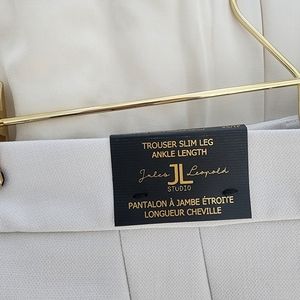 TROUSER SLIM LEG
ANKLE LENGTH
Jules JL Leopold
STUDIO
PANTALON À JAMBE ÉTROITE
LONGUEUR CHEVILLE